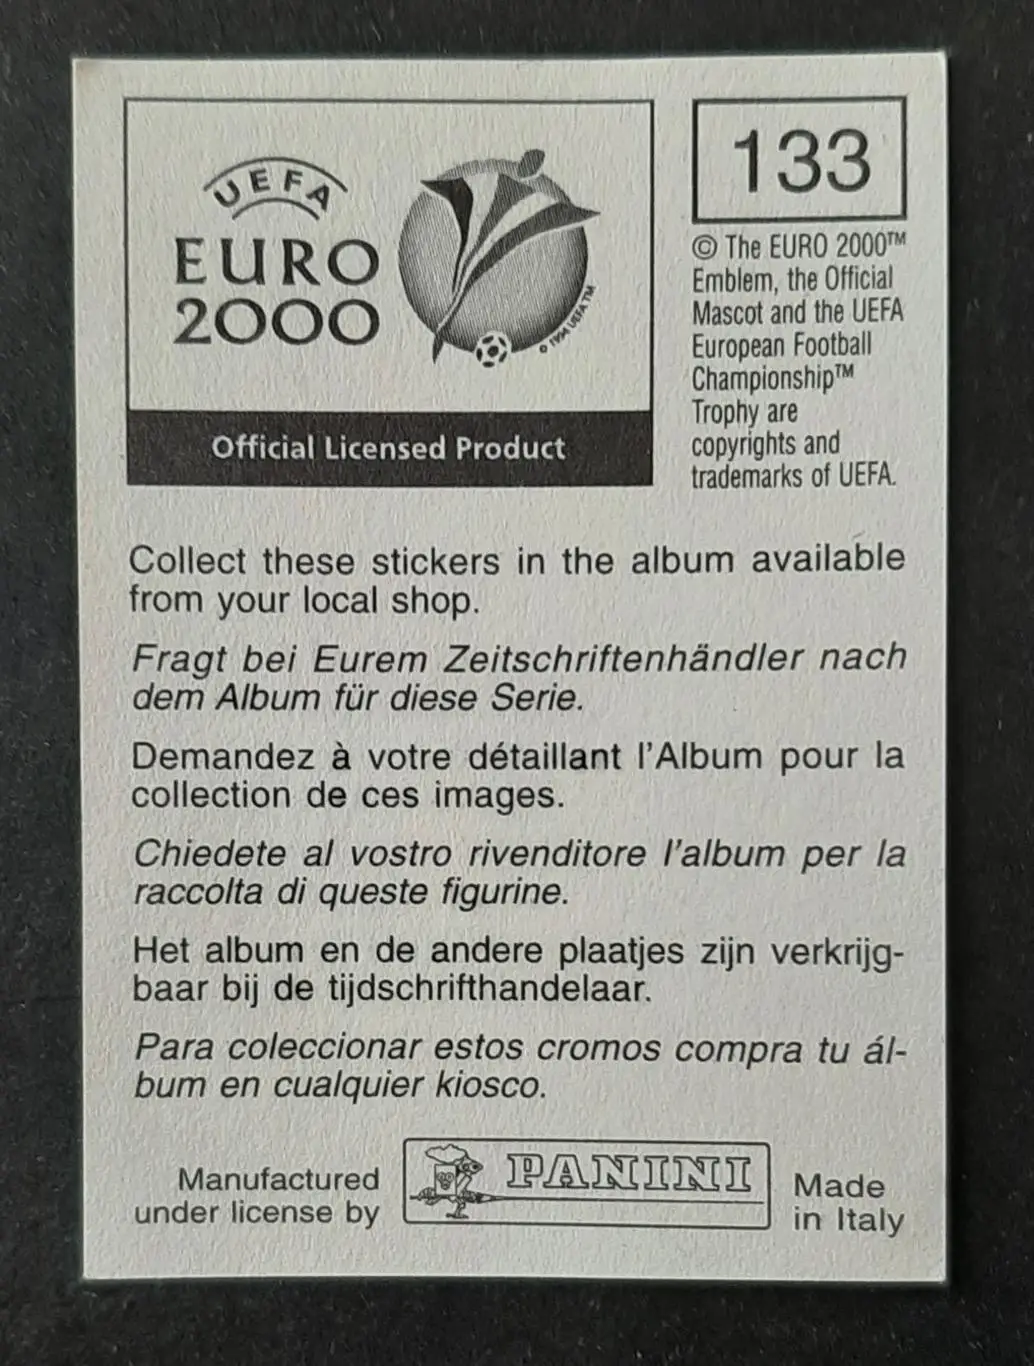 UEFA
EURO
2000
© 1994 UEFA TM
Official Licensed Product
133
© The EURO 2000™
Emblem, the Official
Mascot and the UEFA
European Football
Championship™
Trophy are
copyrights and
trademarks of UEFA.
Collect these stickers in the album available
from your local shop.
Fragt bei Eurem Zeitschriftenhändler nach
dem Album für diese Serie.
Demandez à votre détaillant l'Album pour la
collection de ces images.
Chiedete al vostro rivenditore l'album per la
raccolta di queste figurine.
Het album en de andere plaatjes zijn verkrijg-
baar bij de tijdschrifthandelaar.
Para coleccionar estos cromos compra tu ál-
bum en cualquier kiosco.
Manufactured
under license by
PANINI
Made
in Italy